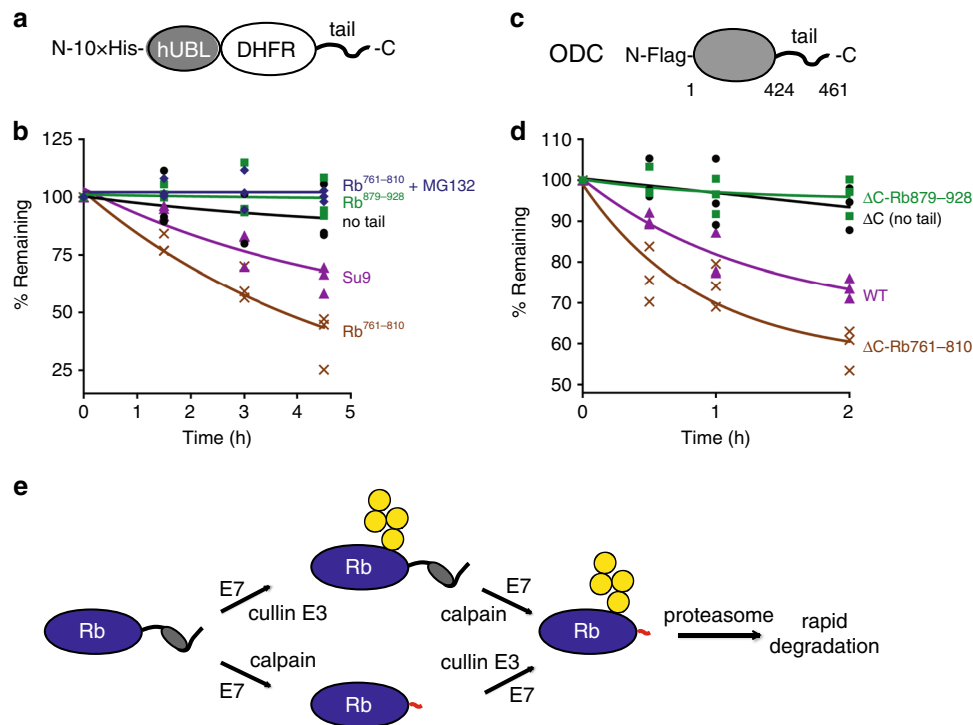 a
N-10×His-
hUBL
DHFR
tail
-C
c
ODC
N-Flag-
tail
-C
1
424
461
b
% Remaining
125
100
75
50
25
0
1
2
3
4
5
Time (h)
Rb761–810 + MG132
Rb879–928
no tail
Su9
Rb761–810
d
% Remaining
110
100
90
80
70
60
50
0
1
2
Time (h)
ΔC-Rb879–928
ΔC (no tail)
WT
ΔC-Rb761–810
e
Rb
E7
cullin E3
Rb
E7
calpain
calpain
E7
Rb
cullin E3
E7
Rb
proteasome
rapid
degradation